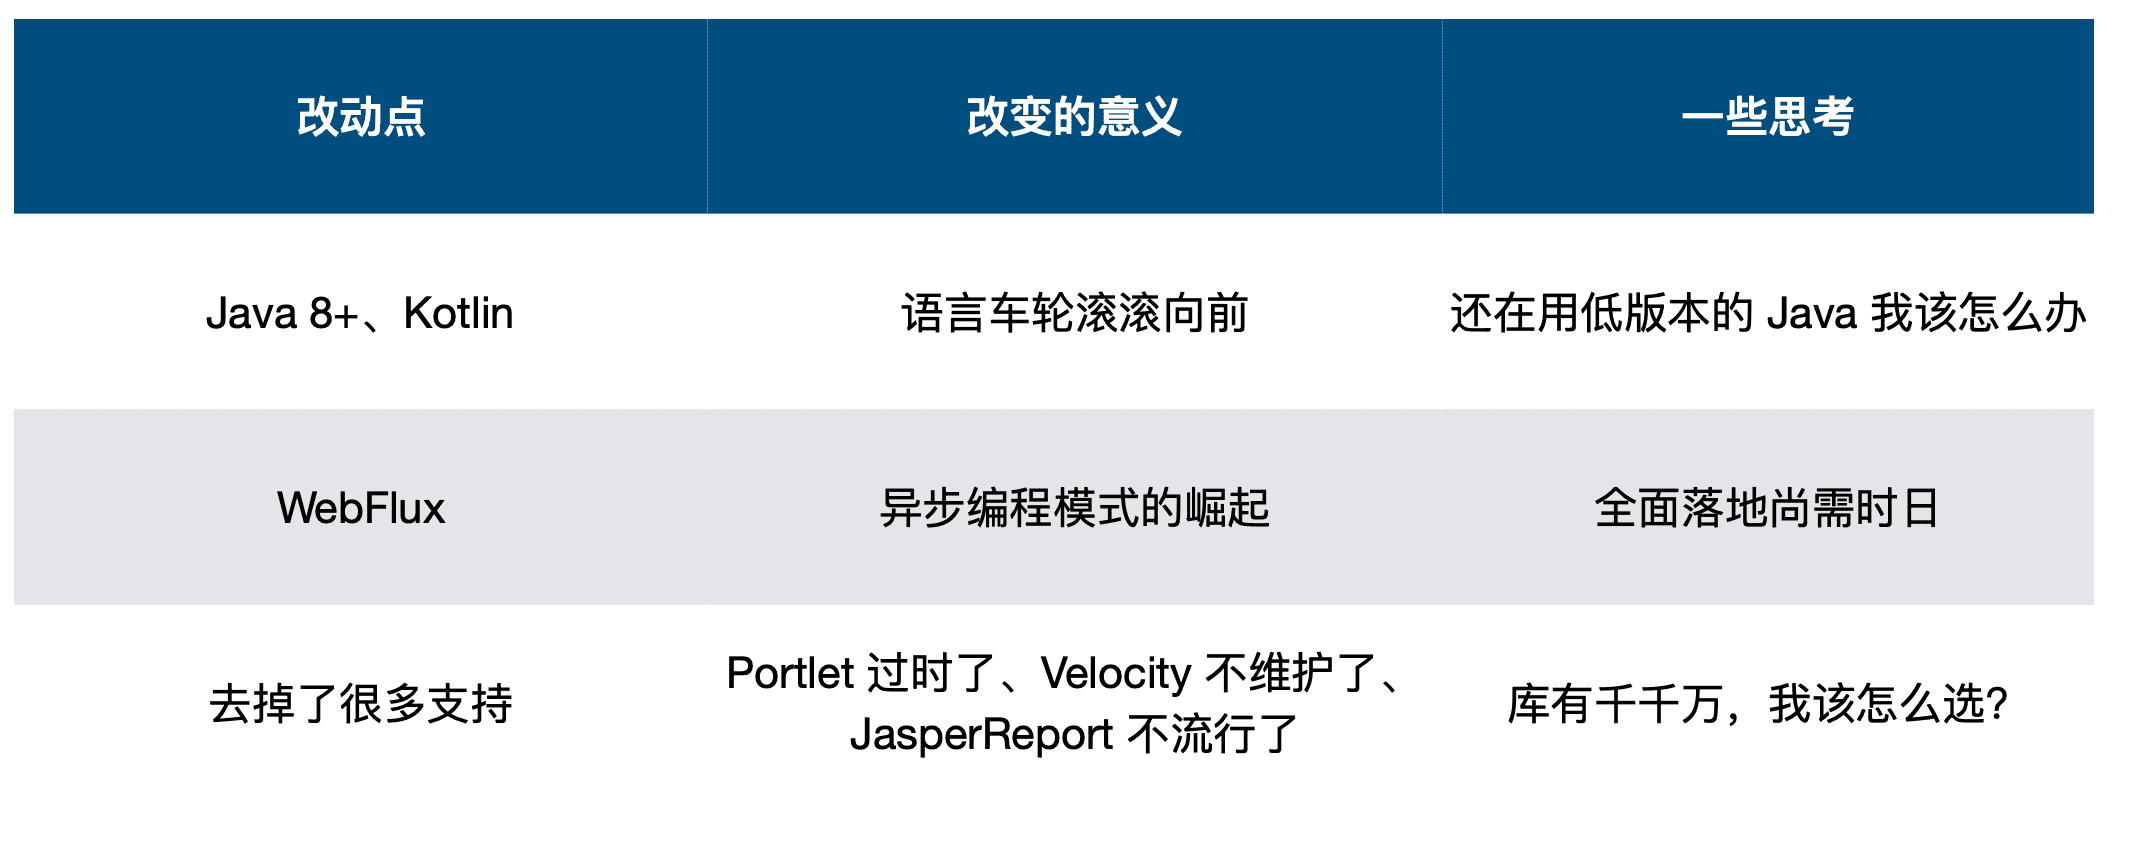 改动点
改变的意义
一些思考
Java 8+、Kotlin
语言车轮滚滚向前
还在用低版本的 Java 我该怎么办
WebFlux
异步编程模式的崛起
全面落地尚需时日
去掉了很多支持
Portlet 过时了、Velocity 不维护了、
JasperReport 不流行了
库有千千万，我该怎么选？